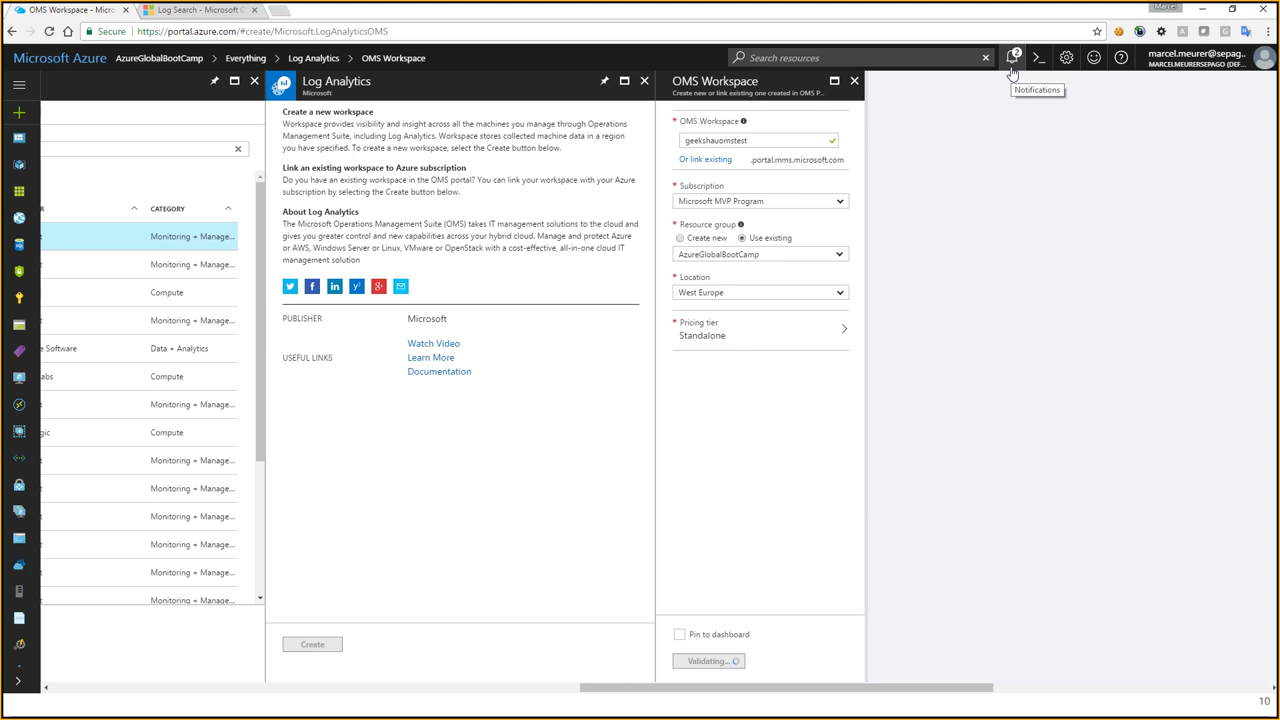 OMS Workspace - Microsof
Log Search - Microsoft C
Marcel
Secure
https://portal.azure.com/#create/Microsoft.LogAnalyticsOMS
Microsoft Azure
AzureGlobalBootCamp
Everything
Log Analytics
OMS Workspace
Search resources
2
marcel.meurer@sepag...
MARCELMEURERSEPAGO (DEF...
Notifications
R
CATEGORY
t
Monitoring + Manage...
t
Monitoring + Manage...
Compute
t
Monitoring + Manage...
e Software
Data + Analytics
abs
Compute
t
Monitoring + Manage...
gic
Compute
t
Monitoring + Manage...
t
Monitoring + Manage...
t
Monitoring + Manage...
t
Monitoring + Manage...
t
Monitoring + Manage...
Log Analytics
Microsoft
Create a new workspace
Workspace provides visibility and insight across all the machines you manage through Operations
Management Suite, including Log Analytics. Workspace stores collected machine data in a region
you have specified. To create a new workspace, select the Create button below.
Link an existing workspace to Azure subscription
Do you have an existing workspace in the OMS portal? You can link your workspace with your Azure
subscription by selecting the Create button below.
About Log Analytics
The Microsoft Operations Management Suite (OMS) takes IT management solutions to the cloud and
gives you greater control and new capabilities across your hybrid cloud. Manage and protect Azure
or AWS, Windows Server or Linux, VMware or OpenStack with a cost-effective, all-in-one cloud IT
management solution
PUBLISHER
Microsoft
USEFUL LINKS
Watch Video
Learn More
Documentation
Create
OMS Workspace
Create new or link existing one created in OMS P...
* OMS Workspace
geekshauomstest
Or link existing
.portal.mms.microsoft.com
* Subscription
Microsoft MVP Program
* Resource group
Create new
Use existing
AzureGlobalBootCamp
* Location
West Europe
* Pricing tier
Standalone
Pin to dashboard
Validating...
10